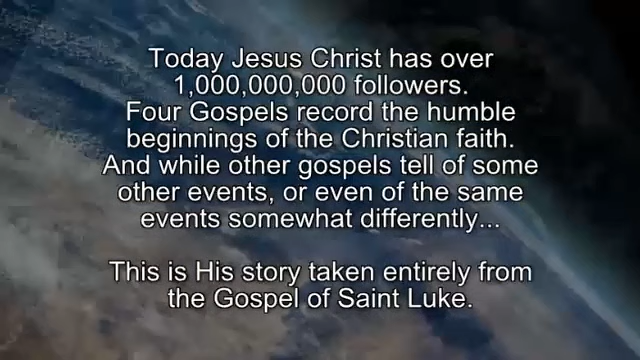 Today Jesus Christ has over
1,000,000,000 followers.
Four Gospels record the humble
beginnings of the Christian faith.
And while other gospels tell of some
other events, or even of the same
events somewhat differently...
This is His story taken entirely from
the Gospel of Saint Luke.